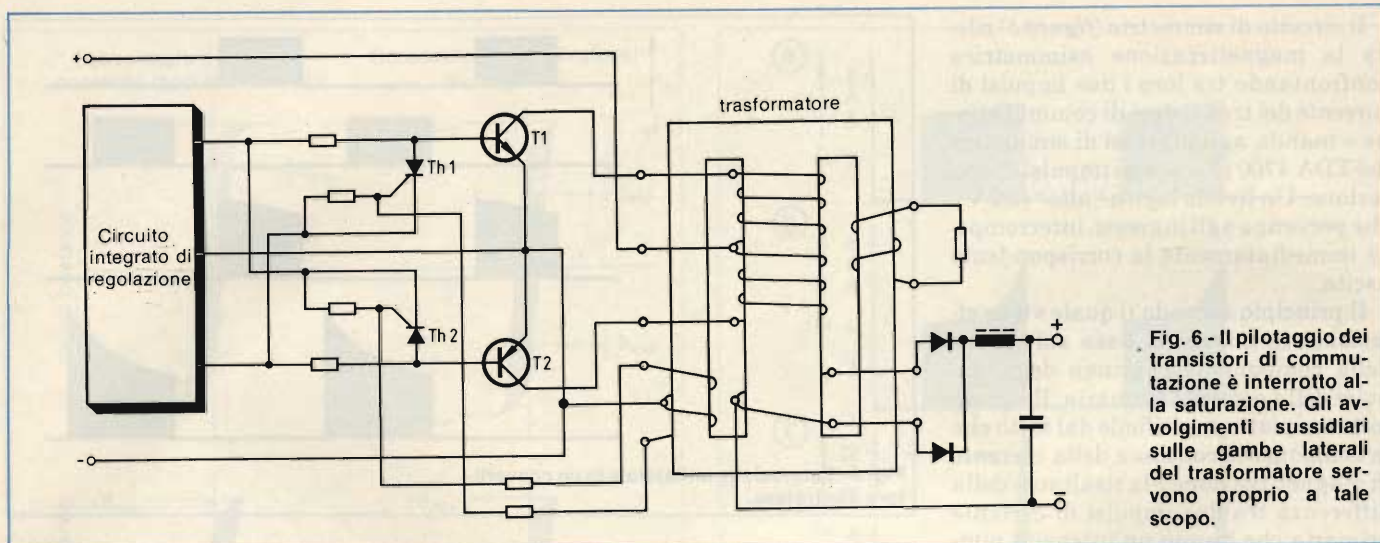 +
trasformatore
T1
Th 1
Circuito
integrato di
regolazione
Th 2
T2
-
+
-
Fig. 6 - Il pilotaggio dei
transistori di commu-
tazione è interrotto al-
la saturazione. Gli av-
volgimenti sussidiari
sulle gambe laterali
del trasformatore ser-
vono proprio a tale
scopo.